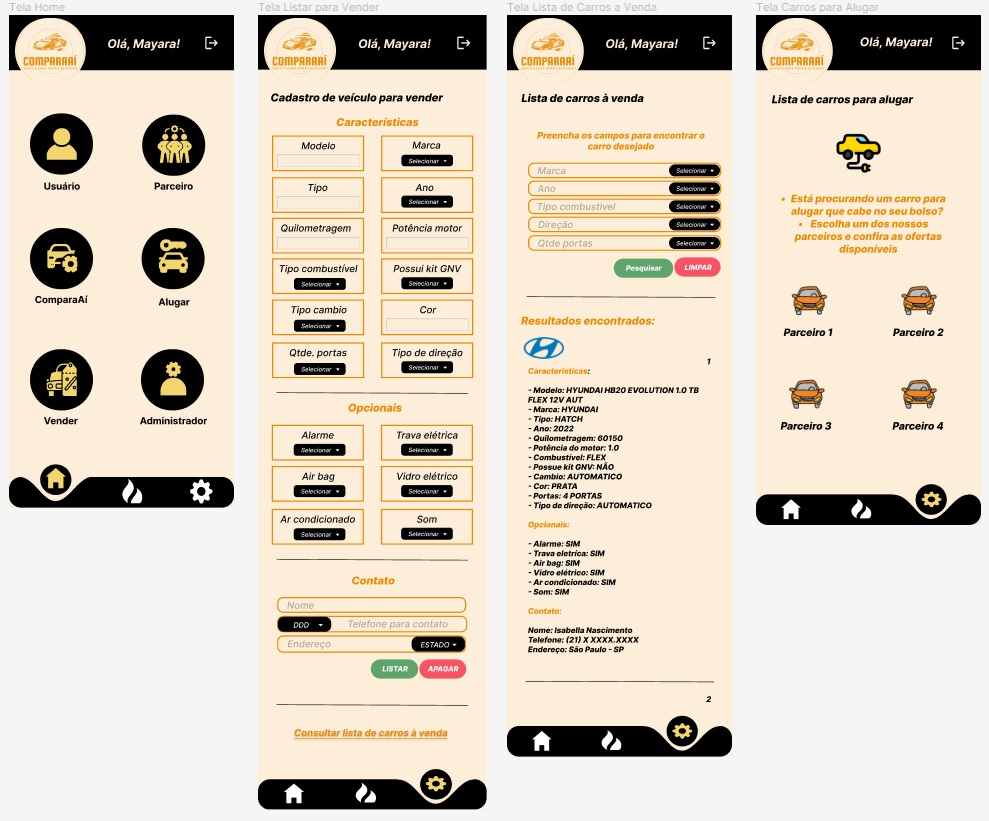 Tela Home
COMPARAAÍ
Olá, Mayara!
Usuário
Parceiro
ComparaAí
Alugar
Vender
Administrador
Tela Listar para Vender
COMPARAAÍ
Olá, Mayara!
Cadastro de veículo para vender
Características
Modelo
Marca
Selecionar
Tipo
Ano
Selecionar
Quilometragem
Potência motor
Tipo combustível
Selecionar
Possui kit GNV
Selecionar
Tipo cambio
Selecionar
Cor
Qtde. portas
Selecionar
Tipo de direção
Selecionar
Opcionais
Alarme
Selecionar
Trava elétrica
Selecionar
Air bag
Selecionar
Vidro elétrico
Selecionar
Ar condicionado
Selecionar
Som
Selecionar
Contato
Nome
DDD
Telefone para contato
Endereço
ESTADO
LISTAR
APAGAR
Consultar lista de carros à venda
Tela Lista de Carros a Venda
COMPARAAÍ
Olá, Mayara!
Lista de carros à venda
Preencha os campos para encontrar o
carro desejado
Marca
Selecionar
Ano
Selecionar
Tipo combustível
Selecionar
Direção
Selecionar
Qtde portas
Selecionar
Pesquisar
LIMPAR
Resultados encontrados:
1
Características:
- Modelo: HYUNDAI HB20 EVOLUTION 1.0 TB
FLEX 12V AUT
- Marca: HYUNDAI
- Tipo: HATCH
- Ano: 2022
- Quilometragem: 60150
- Potência do motor: 1.0
- Combustível: FLEX
- Possue kit GNV: NÃO
- Cambio: AUTOMATICO
- Cor: PRATA
- Portas: 4 PORTAS
- Tipo de direção: AUTOMATICO
Opcionais:
- Alarme: SIM
- Trava eletríca: SIM
- Air bag: SIM
- Vidro elétrico: SIM
- Ar condicionado: SIM
- Som: SIM
Contato:
Nome: Isabella Nascimento
Telefone: (21) X XXXX.XXXX
Endereço: São Paulo - SP
2
Tela Carros para Alugar
COMPARAAÍ
Olá, Mayara!
Lista de carros para alugar
• Está procurando um carro para
alugar que cabe no seu bolso?
• Escolha um dos nossos
parceiros e confira as ofertas
disponíveis
Parceiro 1
Parceiro 2
Parceiro 3
Parceiro 4